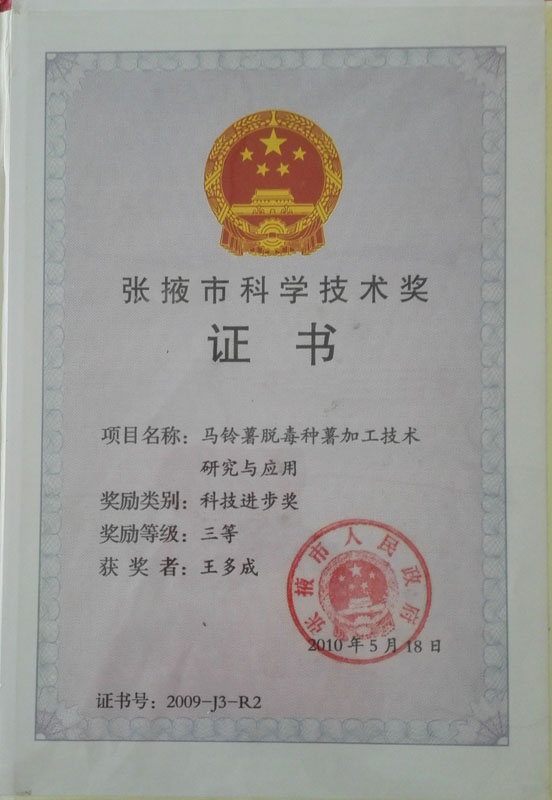 张掖市科学技术奖
证书
项目名称：马铃薯脱毒种薯加工技术
研究与应用
奖励类别：科技进步奖
奖励等级：三等
获奖者：王多成
张掖市人民政府
2010年5月18日
证书号：2009-J3-R2